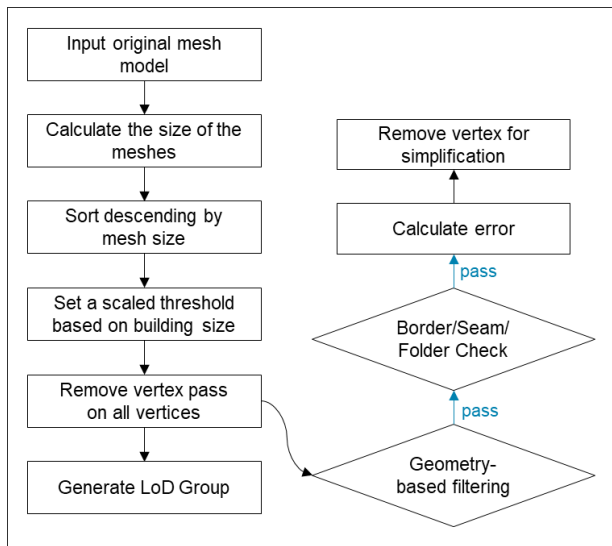 Input original mesh
model
Calculate the size of the
meshes
Sort descending by
mesh size
Set a scaled threshold
based on building size
Remove vertex pass
on all vertices
Generate LoD Group
Geometry-
based filtering
pass
Border/Seam/
Folder Check
pass
Calculate error
Remove vertex for
simplification